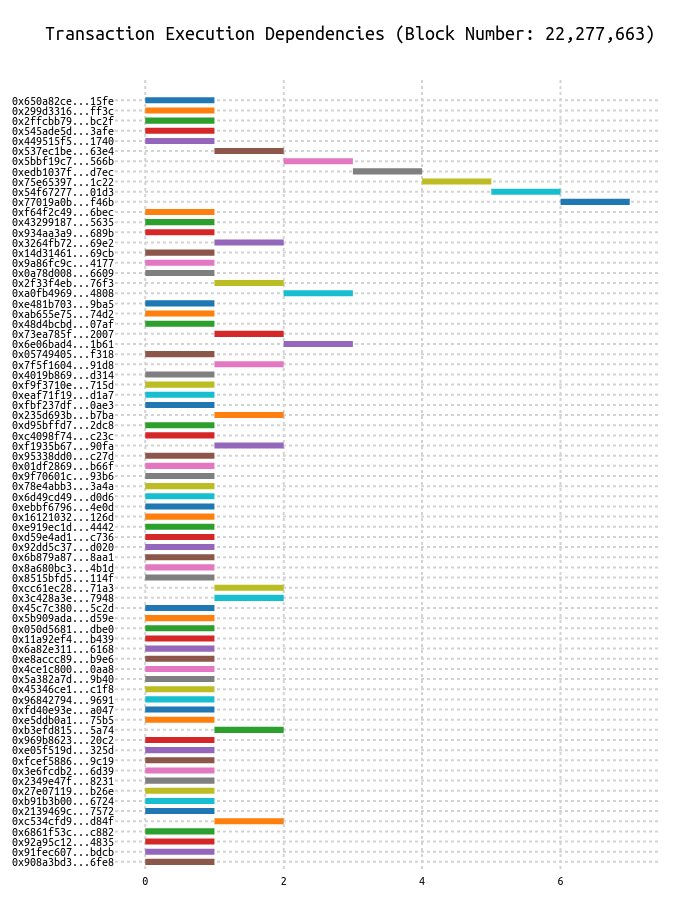 Transaction Execution Dependencies (Block Number: 22,277,663)
0x650a82ce...15fe
0x299d3316...ff3c
0x2ffcbb79...bc2f
0x545ade5d...3afe
0x449515f5...1740
0x537ec1be...63e4
0x5bbf19c7...566b
0xedb1037f...d7ec
0x75e65397...1c22
0x54f67277...01d3
0x77019a0b...f46b
0xf64f2c49...6bec
0x43299187...5635
0x934aa3a9...689b
0x3264fb72...69e2
0x14d31461...69cb
0x9a86fc9c...4177
0x0a78d008...6609
0x2f33f4eb...76f3
0xa0fb4969...4808
0xe481b703...9ba5
0xab655e75...74d2
0x48d4bcbd...07af
0x73ea785f...2007
0x6e06bad4...1b61
0x05749405...f318
0x7f5f1604...91d8
0x4019b869...d314
0xf9f3710e...715d
0xeaf71f19...d1a7
0xfbf237df...0ae3
0x235d693b...b7ba
0xd95bffd7...2dc8
0xc4098f74...c23c
0xf1935b67...90fa
0x95338dd0...c27d
0x01df2869...b66f
0x9f70601c...93b6
0x78e4abb3...3a4a
0x6d49cd49...d0d6
0xebbf6796...4e0d
0x16121032...126d
0xe919ec1d...4442
0xd59e4ad1...c736
0x92dd5c37...d020
0x6b879a87...8aa1
0x8a680bc3...4b1d
0x8515bfd5...114f
0xcc61ec28...71a3
0x3c428a3e...7948
0x45c7c380...5c2d
0x5b909ada...d59e
0x050d5681...dbe0
0x11a92ef4...b439
0x6a82e311...6168
0xe8accc89...b9e6
0x4ce1c800...0aa8
0x5a382a7d...9b40
0x45346ce1...c1f8
0x96842794...9691
0xfd40e93e...a047
0xe5ddb0a1...75b5
0xb3efd815...5a74
0x969b8623...20c2
0xe05f519d...325d
0xfcef5886...9c19
0x3e6fcdb2...6d39
0x2349e47f...8231
0x27e07119...b26e
0xb91b3b00...6724
0x2139469c...7572
0xc534cfd9...d84f
0x6861f53c...c882
0x92a95c12...4835
0x91fec607...bdcb
0x908a3bd3...6fe8
0 2 4 6